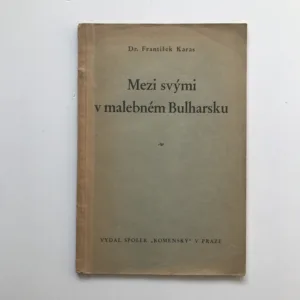 Dr. František Karas
Mezi svými
v malebném Bulharsku
VYDAL SPOLEK „KOMENSKÝ" V PRAZE